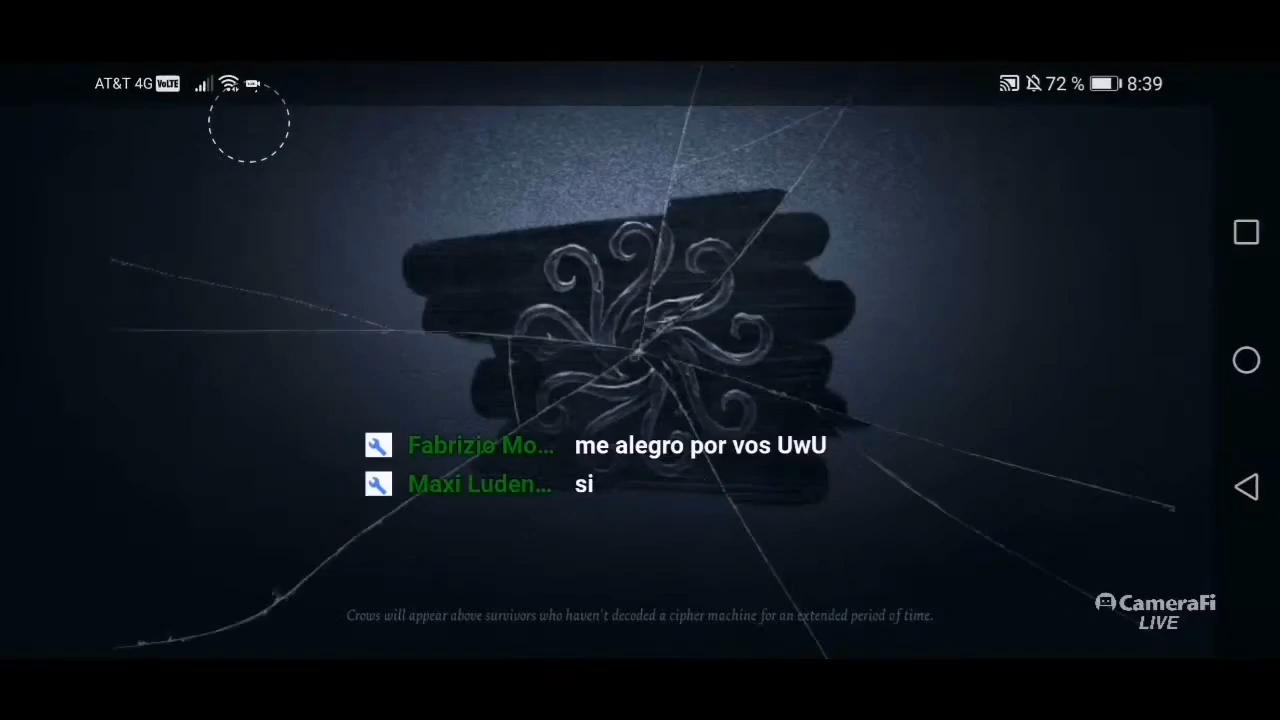 AT&T 4G VoLTE 72 % 8:39
Fabrizio Mo... me alegro por vos UwU
Maxi Luden... si
Crows will appear above survivors who haven't decoded a cipher machine for an extended period of time.
CameraFi
LIVE